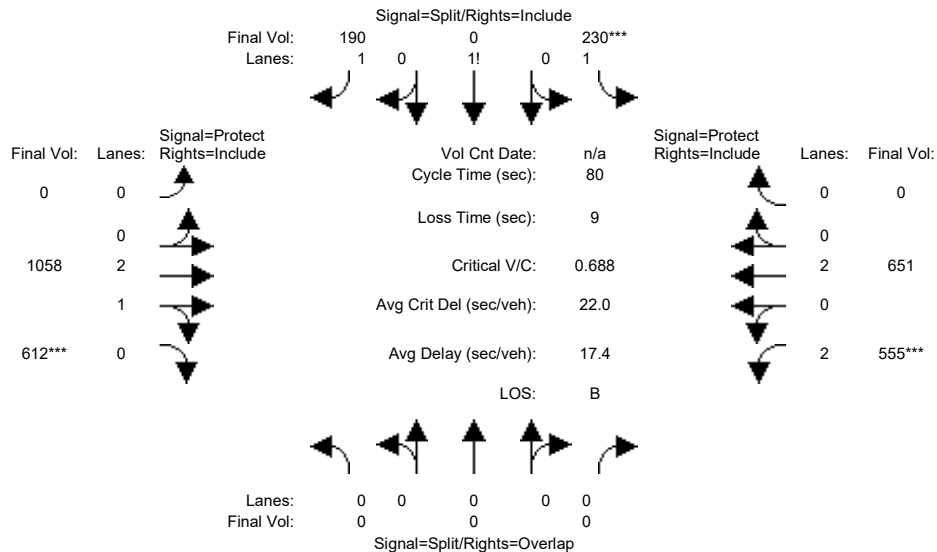 Signal=Split/Rights=Include
Final Vol: 190 0 230***
Lanes: 1 0 1! 0 1
Signal=Protect Signal=Protect
Final Vol: Lanes: Rights=Include Vol Cnt Date: n/a Rights=Include Lanes: Final Vol:
Cycle Time (sec): 80
0 0 0 0
Loss Time (sec): 9
0 0
1058 2 Critical V/C: 0.688 2 651
1 Avg Crit Del (sec/veh): 22.0 0
612*** 0 Avg Delay (sec/veh): 17.4 2 555***
LOS: B
Lanes: 0 0 0 0 0
Final Vol: 0 0 0
Signal=Split/Rights=Overlap